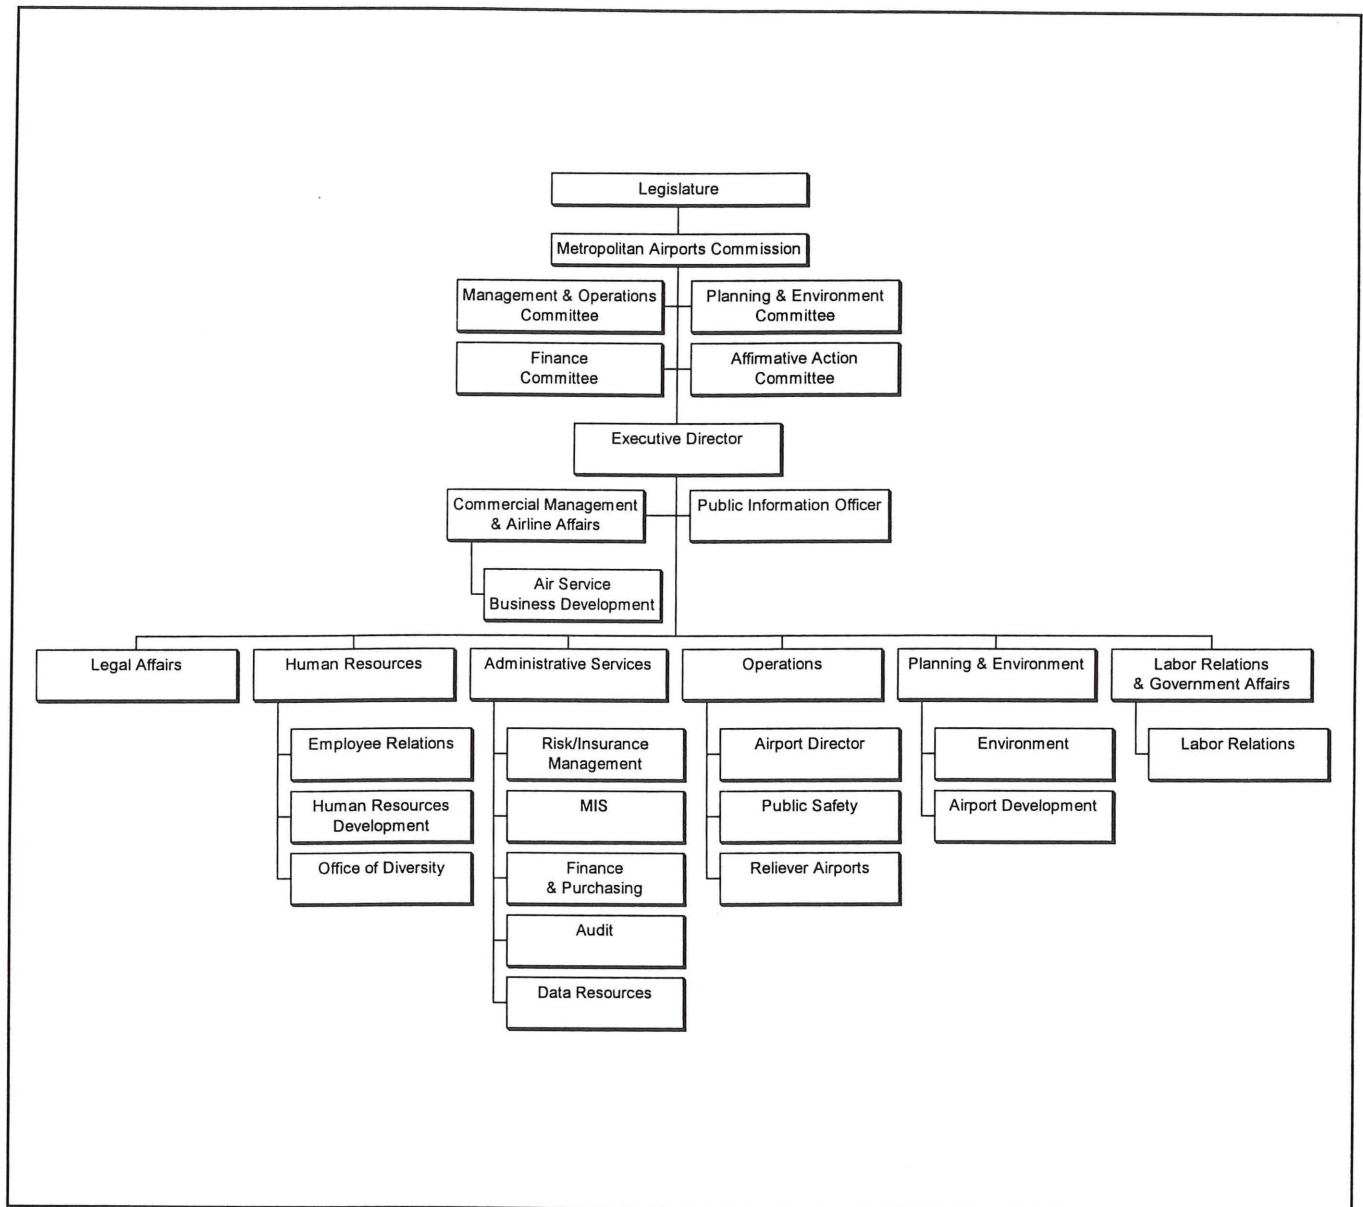 Legislature
Metropolitan Airports Commission
Management & Operations
Committee
Planning & Environment
Committee
Finance
Committee
Affirmative Action
Committee
Executive Director
Commercial Management
& Airline Affairs
Public Information Officer
Air Service
Business Development
Legal Affairs
Human Resources
Administrative Services
Operations
Planning & Environment
Labor Relations
& Government Affairs
Employee Relations
Human Resources
Development
Office of Diversity
Risk/Insurance
Management
MIS
Finance
& Purchasing
Audit
Data Resources
Airport Director
Public Safety
Reliever Airports
Environment
Airport Development
Labor Relations